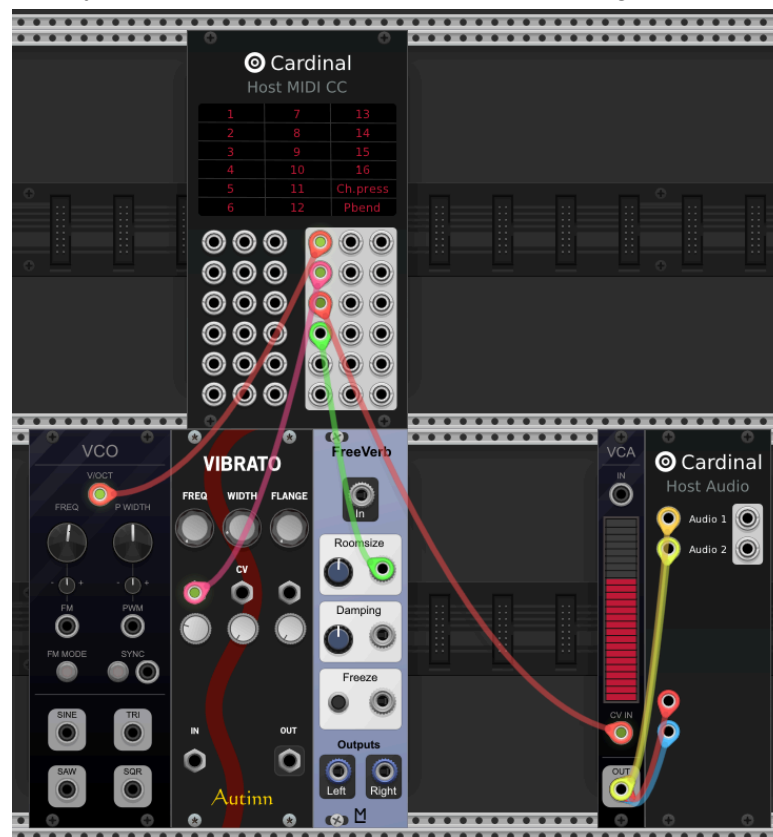 Cardinal
Host MIDI CC
1 7 13
2 8 14
3 9 15
4 10 16
5 11 Ch.press
6 12 Pbend
VCO
V/OCT
FREQ P WIDTH
- + - +
FM PWM
FM MODE SYNC
SINE TRI
SAW SQR
VIBRATO
FREQ WIDTH FLANGE
CV
IN OUT
Autinn
FreeVerb
In
Roomsize
Damping
Freeze
Outputs
Left Right
M
VCA
IN
CV IN
OUT
Cardinal
Host Audio
Audio 1
Audio 2